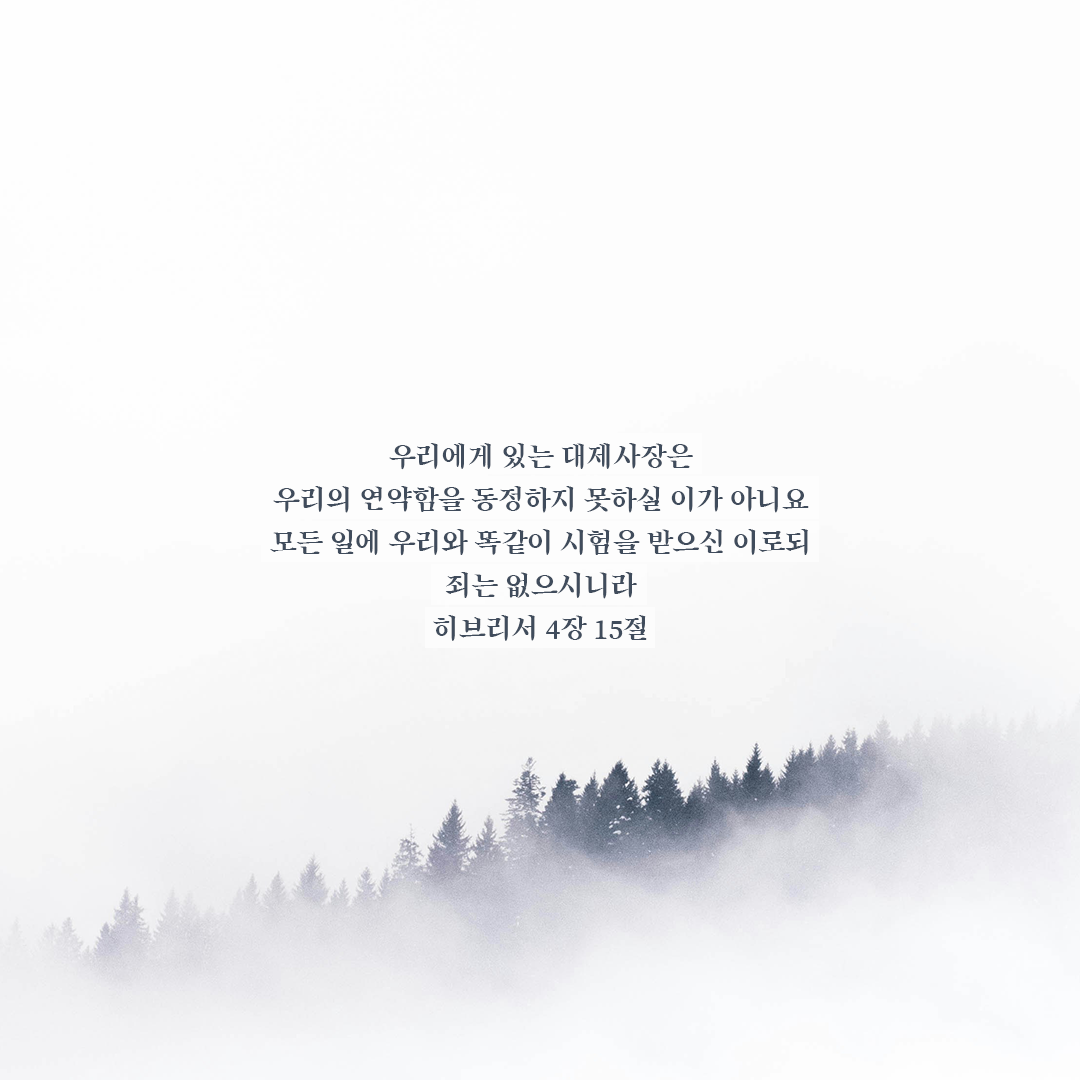 우리에게 있는 대제사장은
우리의 연약함을 동정하지 못하실 이가 아니요
모든 일에 우리와 똑같이 시험을 받으신 이로되
죄는 없으시니라
히브리서 4장 15절